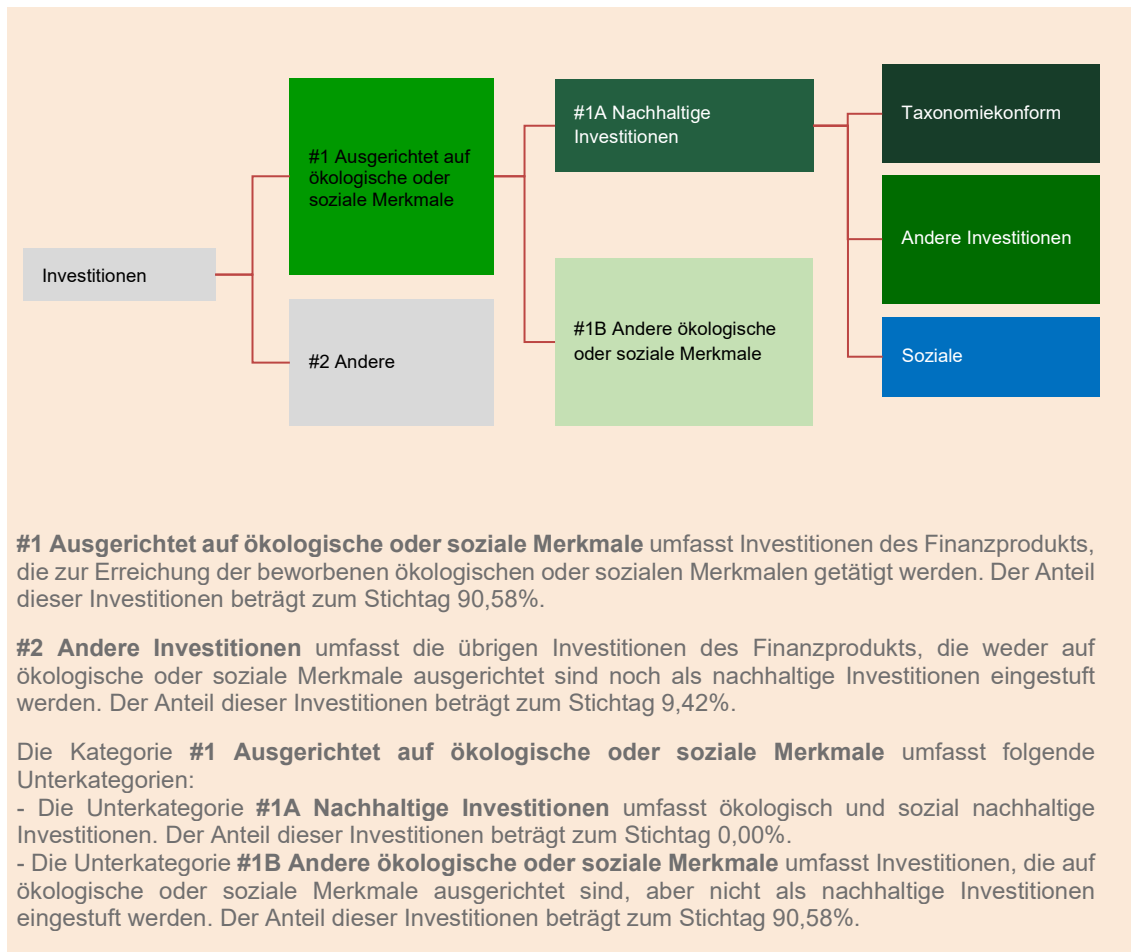 Investitionen
#1 Ausgerichtet auf
ökologische oder
soziale Merkmale
#2 Andere
#1A Nachhaltige
Investitionen
#1B Andere ökologische
oder soziale Merkmale
Taxonomiekonform
Andere Investitionen
Soziale
#1 Ausgerichtet auf ökologische oder soziale Merkmale umfasst Investitionen des Finanzprodukts,
die zur Erreichung der beworbenen ökologischen oder sozialen Merkmalen getätigt werden. Der Anteil
dieser Investitionen beträgt zum Stichtag 90,58%.
#2 Andere Investitionen umfasst die übrigen Investitionen des Finanzprodukts, die weder auf
ökologische oder soziale Merkmale ausgerichtet sind noch als nachhaltige Investitionen eingestuft
werden. Der Anteil dieser Investitionen beträgt zum Stichtag 9,42%.
Die Kategorie #1 Ausgerichtet auf ökologische oder soziale Merkmale umfasst folgende
Unterkategorien:
- Die Unterkategorie #1A Nachhaltige Investitionen umfasst ökologisch und sozial nachhaltige
Investitionen. Der Anteil dieser Investitionen beträgt zum Stichtag 0,00%.
- Die Unterkategorie #1B Andere ökologische oder soziale Merkmale umfasst Investitionen, die auf
ökologische oder soziale Merkmale ausgerichtet sind, aber nicht als nachhaltige Investitionen
eingestuft werden. Der Anteil dieser Investitionen beträgt zum Stichtag 90,58%.